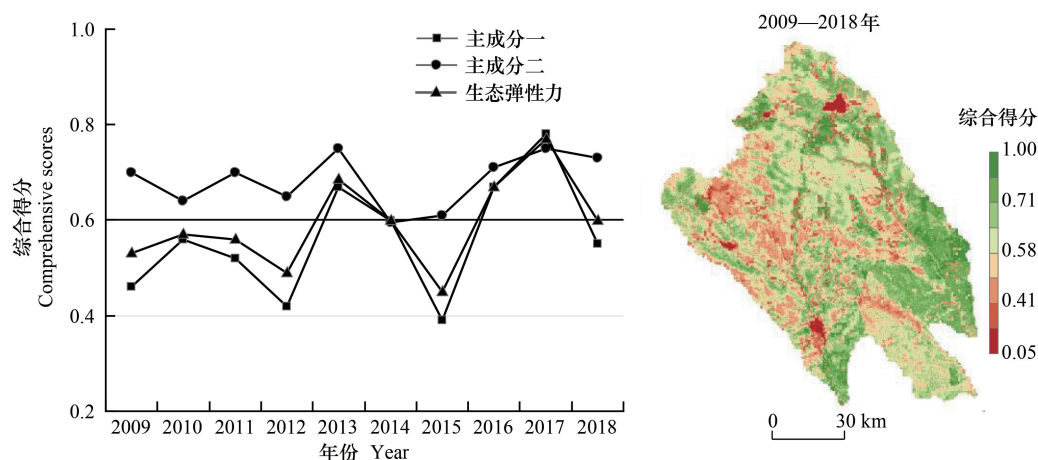 1.0
0.8
0.6
0.4
0.2
综合得分
Comprehensive scores
主成分一
主成分二
生态弹性力
2009 2010 2011 2012 2013 2014 2015 2016 2017 2018
年份 Year
2009—2018年
综合得分
1.00
0.71
0.58
0.41
0.05
0 30 km